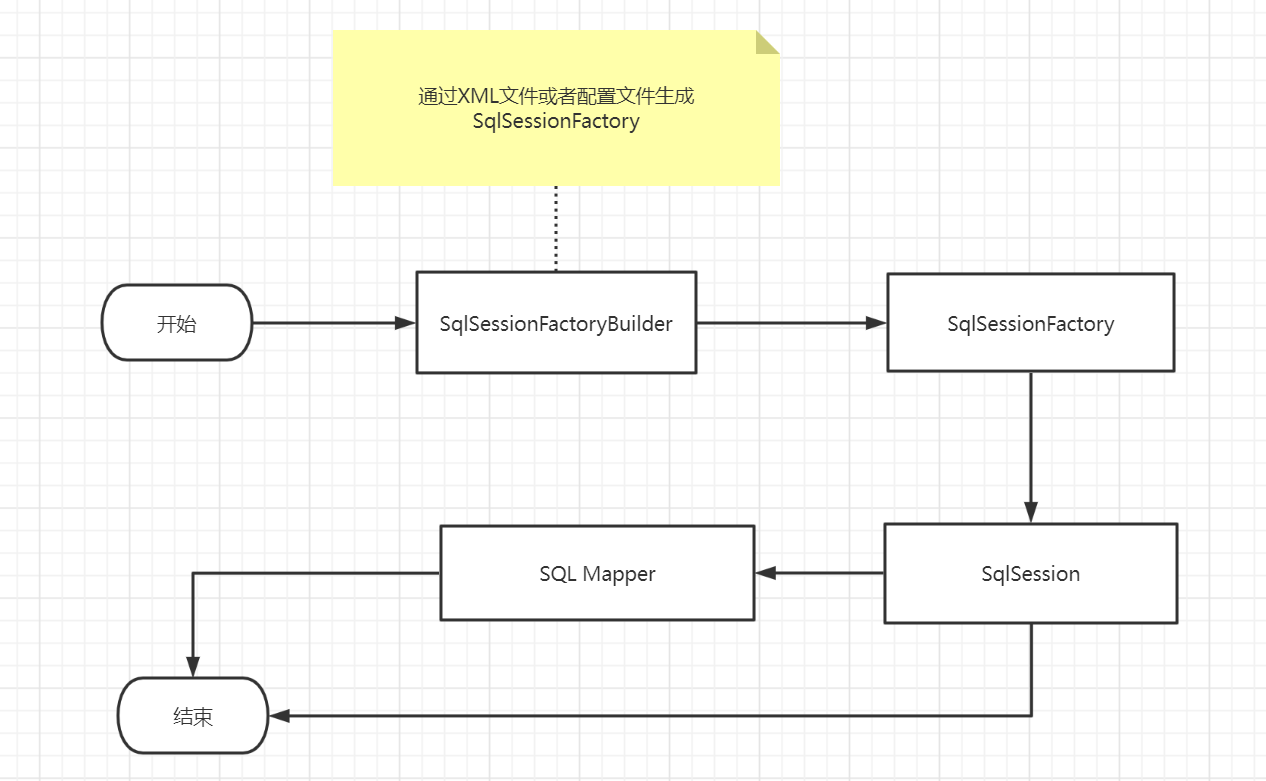 通过XML文件或者配置文件生成
SqlSessionFactory
开始
SqlSessionFactoryBuilder
SqlSessionFactory
SQL Mapper
SqlSession
结束